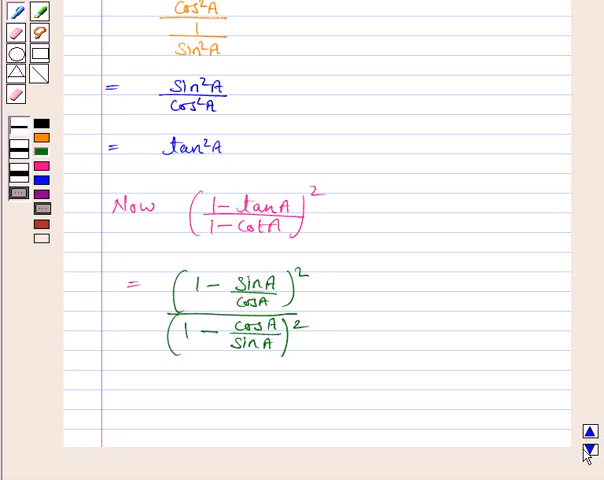 cos²A
1
sin²A
= sin²A
cos²A
= tan²A
Now (1 - tanA)²
(1 - cotA)
= (1 - sinA/cosA)²
(1 - cosA/sinA)²